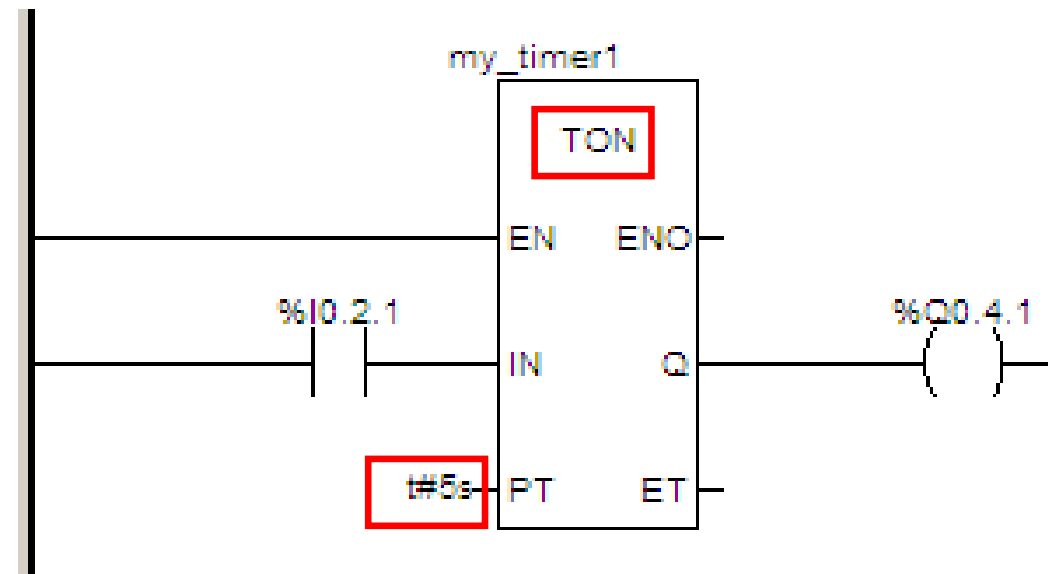 my_timer1
TON
EN ENO
%I0.2.1 %Q0.4.1
IN Q
t#5s PT ET